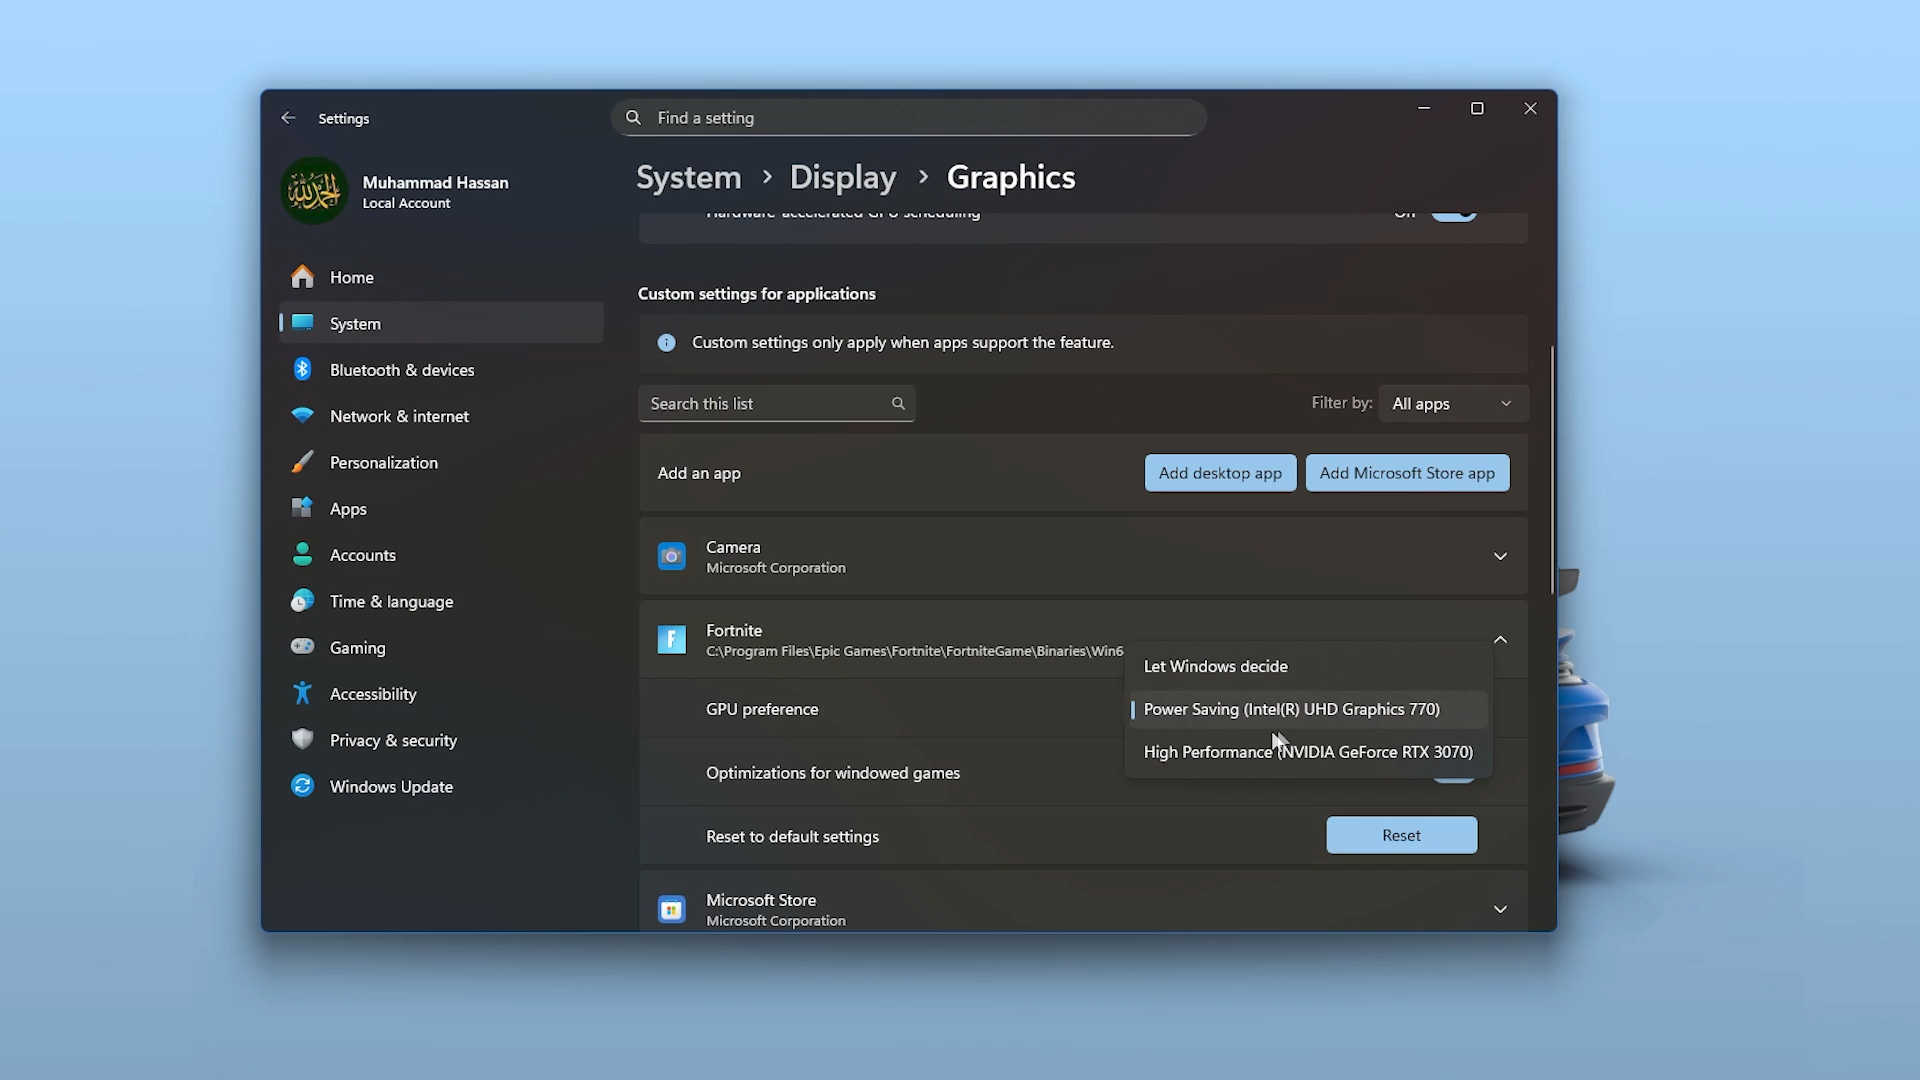 Settings
Find a setting
Muhammad Hassan
Local Account
System > Display > Graphics
Hardware-accelerated GPU scheduling
On
Home
System
Bluetooth & devices
Network & internet
Personalization
Apps
Accounts
Time & language
Gaming
Accessibility
Privacy & security
Windows Update
Custom settings for applications
Custom settings only apply when apps support the feature.
Search this list
Filter by:
All apps
Add an app
Add desktop app
Add Microsoft Store app
Camera
Microsoft Corporation
Fortnite
C:\Program Files\Epic Games\Fortnite\FortniteGame\Binaries\Win6
Let Windows decide
GPU preference
Power Saving (Intel(R) UHD Graphics 770)
High Performance (NVIDIA GeForce RTX 3070)
Optimizations for windowed games
Reset to default settings
Reset
Microsoft Store
Microsoft Corporation